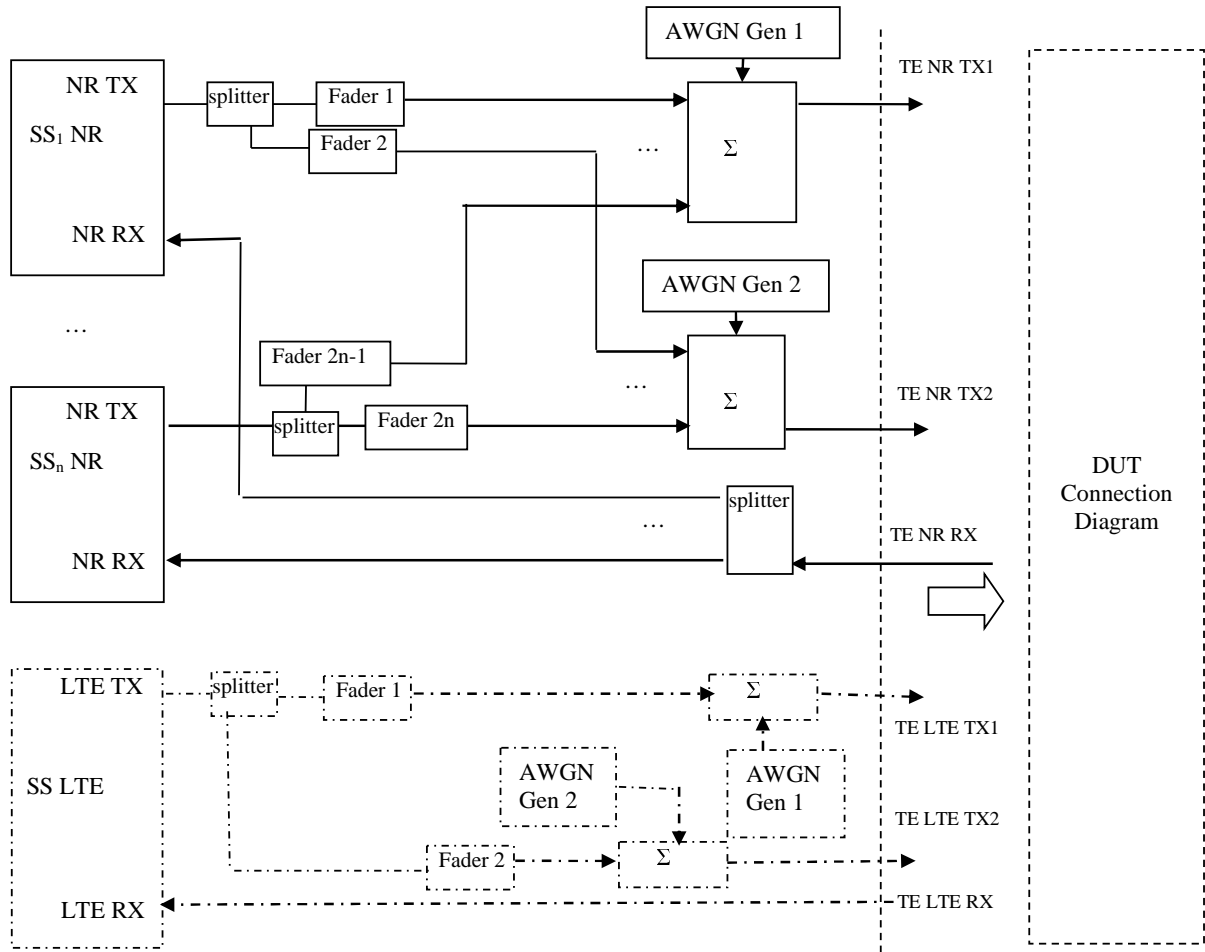 AWGN Gen 1
TE NR TX1
NR TX
splitter
Fader 1
SS1 NR
Fader 2
…
Σ
NR RX
AWGN Gen 2
…
Fader 2n-1
…
Σ
TE NR TX2
NR TX
splitter
Fader 2n
SSn NR
DUT
Connection
Diagram
splitter
…
TE NR RX
NR RX
LTE TX
splitter
Fader 1
Σ
TE LTE TX1
SS LTE
AWGN
Gen 2
AWGN
Gen 1
TE LTE TX2
Fader 2
Σ
LTE RX
TE LTE RX